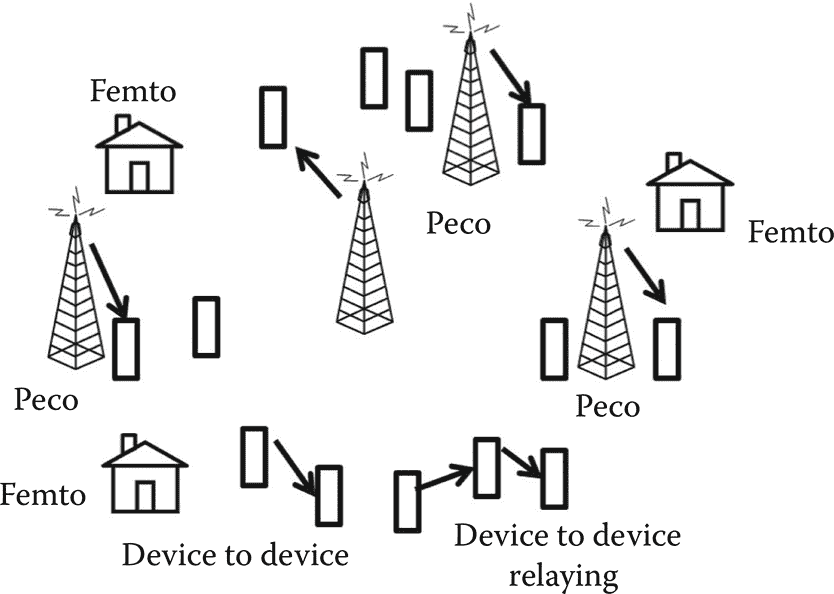 Femto
Peco
Femto
Peco
Peco
Femto
Device to device
Device to device
relaying